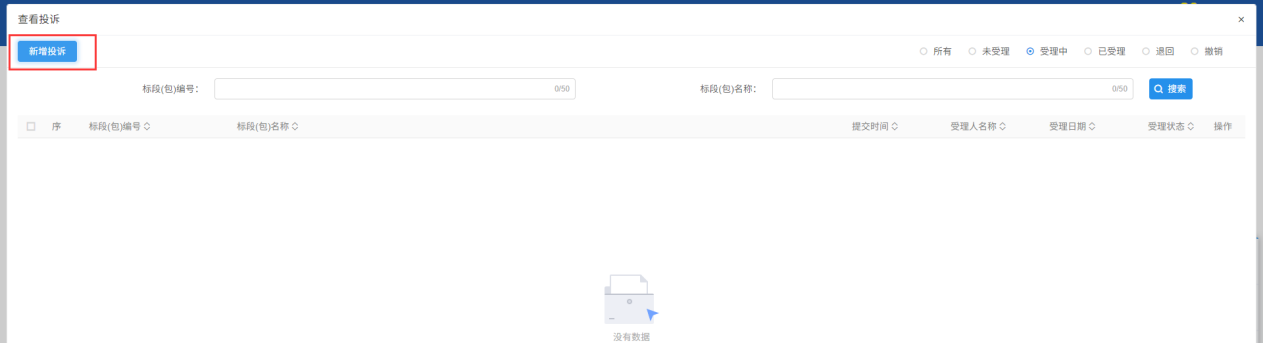 查看投诉 ×
新增投诉 所有 未受理 受理中 已受理 退回 撤销
标段(包)编号： 0/50 标段(包)名称： 0/50 搜索
序 标段(包)编号 标段(包)名称 提交时间 受理人名称 受理日期 受理状态 操作
没有数据